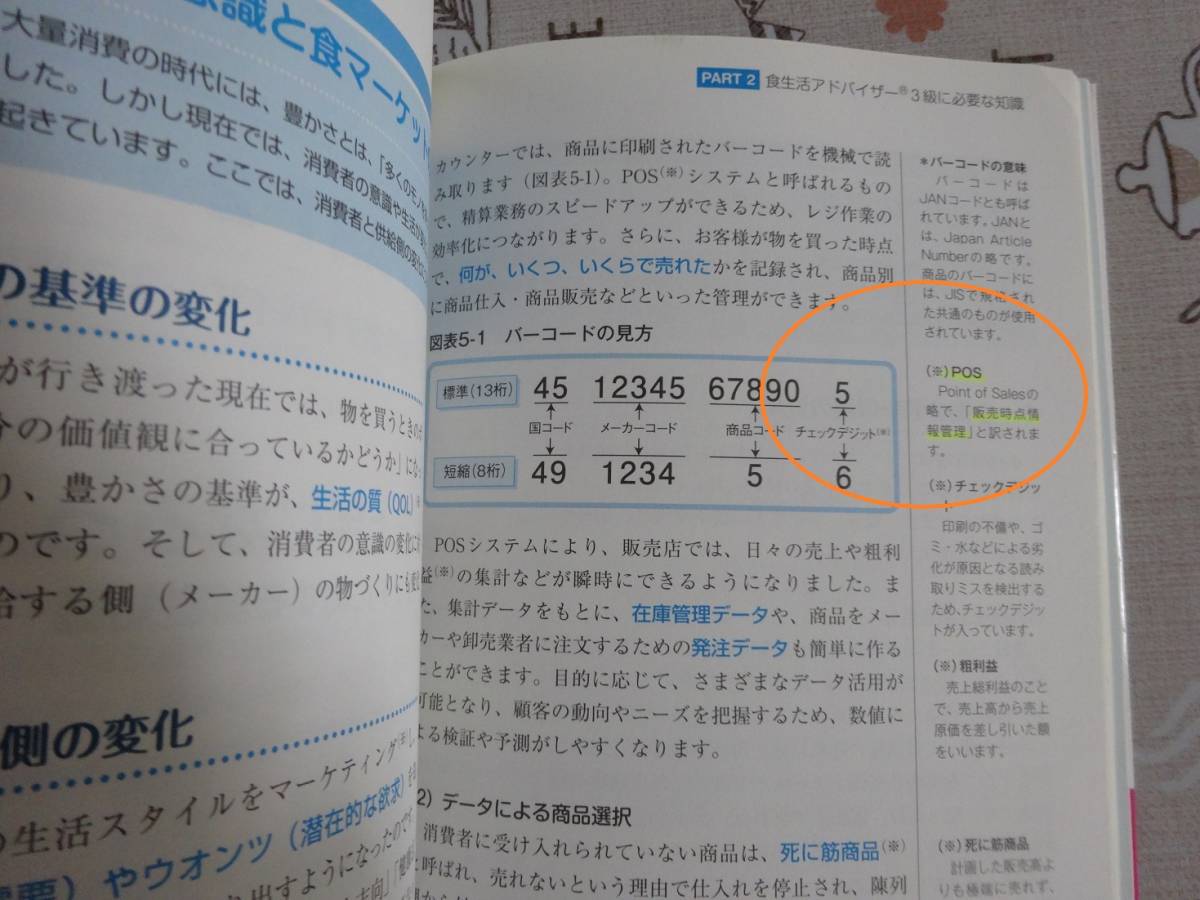 意識と食マーケット
大量消費の時代には、豊かさとは、「多くのモノ
した。しかし現在では、消費者の意識や生活が
起きています。ここでは、消費者と供給側の変化に
の基準の変化
が行き渡った現在では、物を買うときの
今の価値観に合っているかどうか」にな
り、豊かさの基準が、生活の質（QOL）※
のです。そして、消費者の意識の変化に
給する側（メーカー）の物づくりにも
側の変化
生活スタイルをマーケティング※し、
やウオンツ（潜在的な欲求）を
出すようになったのです
PART 2 食生活アドバイザー®3級に必要な知識
カウンターでは、商品に印刷されたバーコードを機械で読
み取ります（図表5-1）。POS(※)システムと呼ばれるもの
で、精算業務のスピードアップができるため、レジ作業の
効率化につながります。さらに、お客様が物を買った時点
で、何が、いくつ、いくらで売れたかを記録され、商品別
に商品仕入・商品販売などといった管理ができます。
図表5-1 バーコードの見方
標準(13桁) 45 12345 67890 5
国コード メーカーコード 商品コード チェックデジット(※)
短縮(8桁) 49 1234 5 6
POSシステムにより、販売店では、日々の売上や粗利
益(※)の集計などが瞬時にできるようになりました。ま
た、集計データをもとに、在庫管理データや、商品をメー
カーや卸売業者に注文するための発注データも簡単に作る
ことができます。目的に応じて、さまざまなデータ活用が
可能となり、顧客の動向やニーズを把握するため、数値に
よる検証や予測がしやすくなります。
2）データによる商品選択
消費者に受け入れられていない商品は、死に筋商品(※)
と呼ばれ、売れないという理由で仕入れを停止され、陳列
＊バーコードの意味
バーコードは
JANコードとも呼ば
れています。JANと
は、Japan Article
Numberの略です。
商品のバーコードに
は、JISで規格され
た共通のものが使用
されています。
(※)POS
Point of Salesの
略で、「販売時点情
報管理」と訳されま
す。
(※)チェックデジッ
ト
印刷の不備や、ゴ
ミ・水などによる劣
化が原因となる読み
取りミスを検出する
ため、チェックデジッ
トが入っています。
(※)粗利益
売上総利益のこと
で、売上高から売上
原価を差し引いた額
をいいます。
(※)死に筋商品
計画した販売高よ
りも極端に売れず、